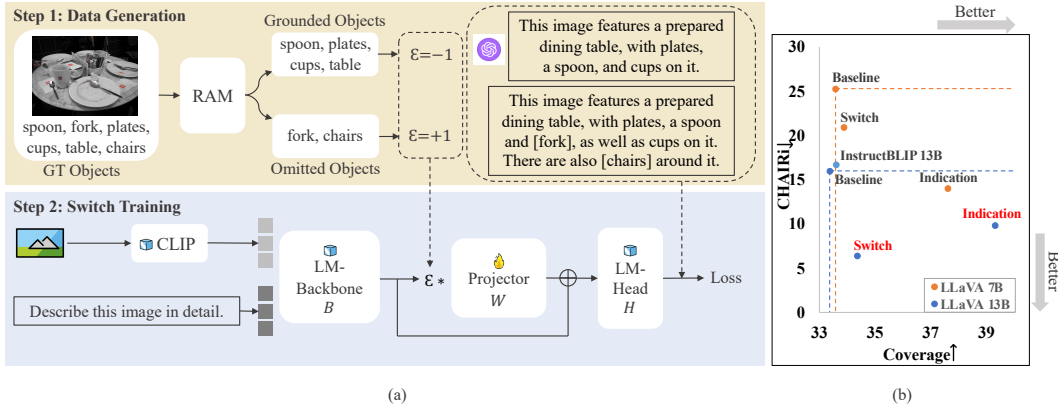 Step 1: Data Generation
spoon, fork, plates,
cups, table, chairs
GT Objects
RAM
Grounded Objects
spoon, plates,
cups, table
fork, chairs
Omitted Objects
Ɛ=−1
Ɛ=+1
This image features a prepared
dining table, with plates,
a spoon, and cups on it.
This image features a prepared
dining table, with plates, a spoon
and [fork], as well as cups on it.
There are also [chairs] around it.
Step 2: Switch Training
CLIP
Describe this image in detail.
LM-
Backbone
B
Ɛ *
Projector
W
LM-
Head
H
Loss
(a)
Better
CHAIRi↓
30
25
20
15
10
5
0
Baseline
Switch
InstructBLIP 13B
Baseline
Indication
Indication
Switch
LLaVA 7B
LLaVA 13B
33 35 37 39
Coverage↑
Better
(b)